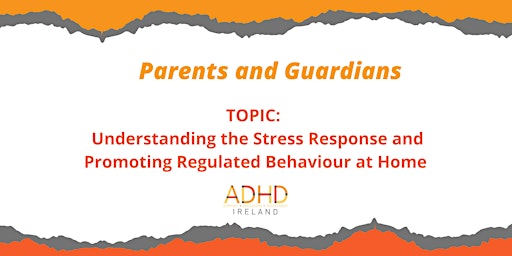 Parents and Guardians
TOPIC:
Understanding the Stress Response and
Promoting Regulated Behaviour at Home
ADHD
IRELAND